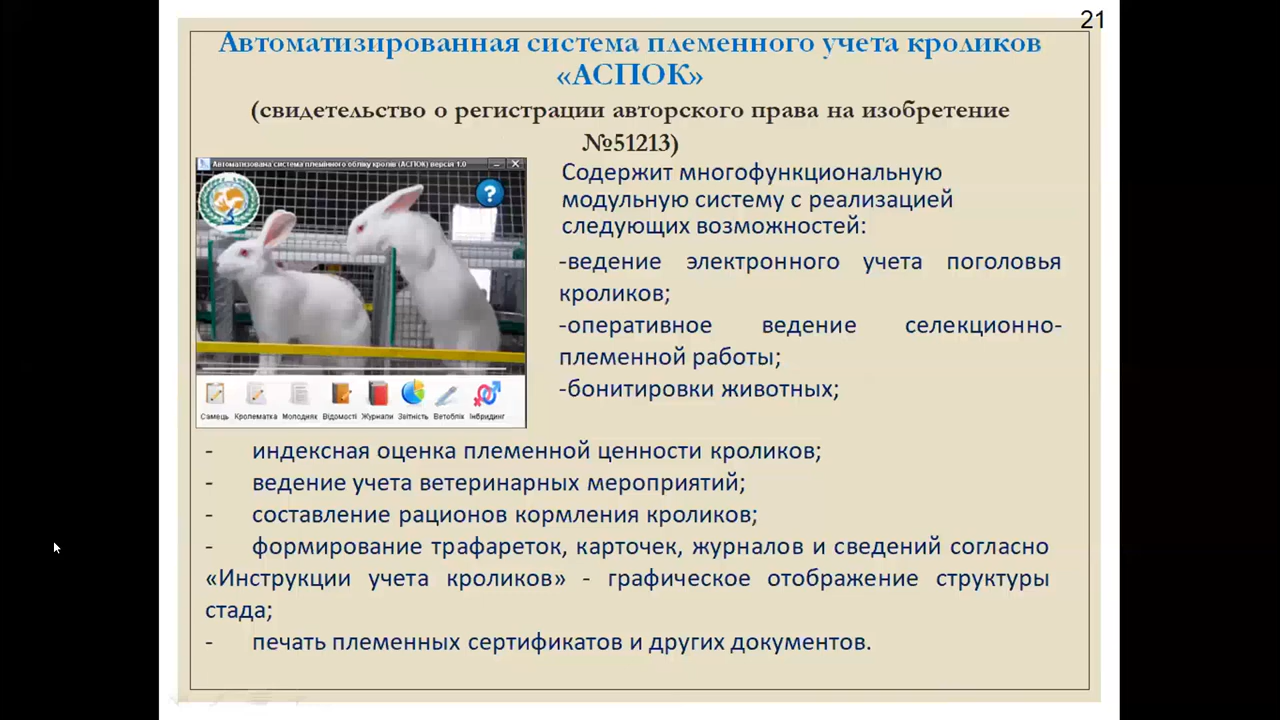 21
Автоматизированная система племенного учета кроликов
«АСПОК»
(свидетельство о регистрации авторского права на изобретение
№51213)
Автоматизована система племінного обліку кролів (АСПОК) версія 1.0
?
Самець Кролематка Молодняк Відомості Журнали Звітність Ветоблік Інбридинг
Содержит многофункциональную
модульную систему с реализацией
следующих возможностей:
-ведение электронного учета поголовья
кроликов;
-оперативное ведение селекционно-
племенной работы;
-бонитировки животных;
- индексная оценка племенной ценности кроликов;
- ведение учета ветеринарных мероприятий;
- составление рационов кормления кроликов;
- формирование трафареток, карточек, журналов и сведений согласно
«Инструкции учета кроликов» - графическое отображение структуры
стада;
- печать племенных сертификатов и других документов.